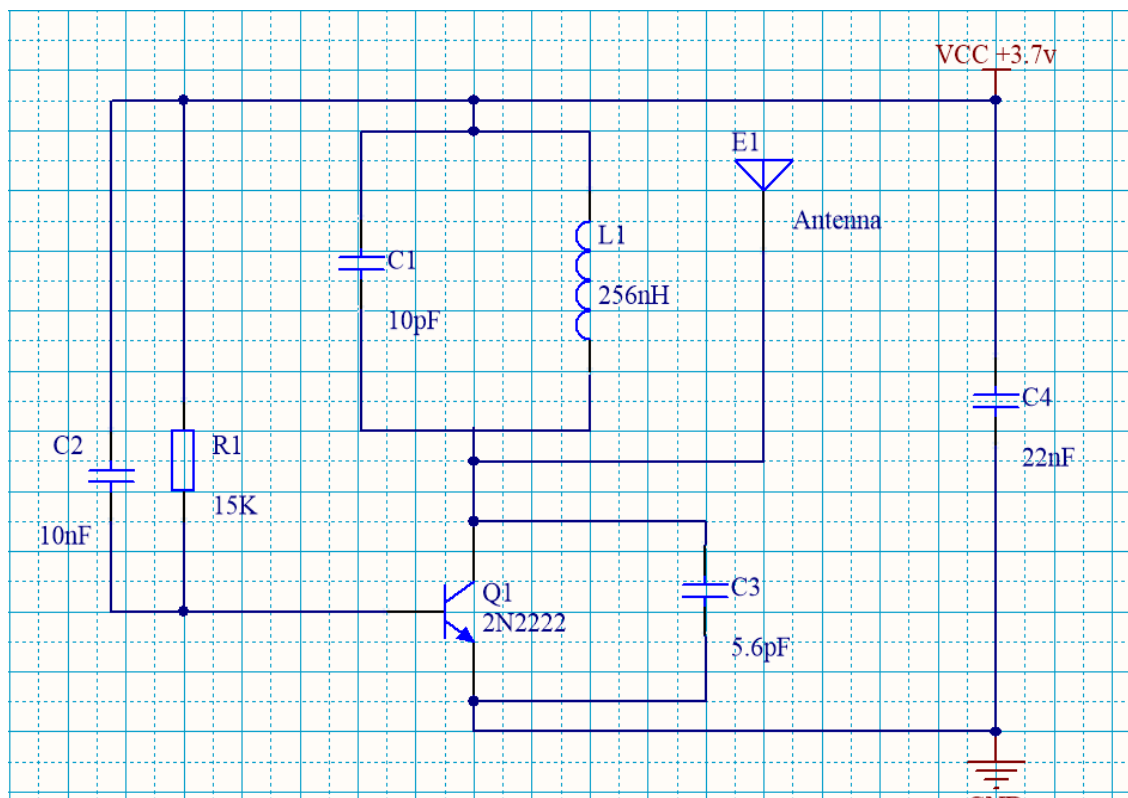 VCC +3.7v
E1
Antenna
L1
256nH
C1
10pF
C4
22nF
C2
10nF
R1
15K
Q1
2N2222
C3
5.6pF